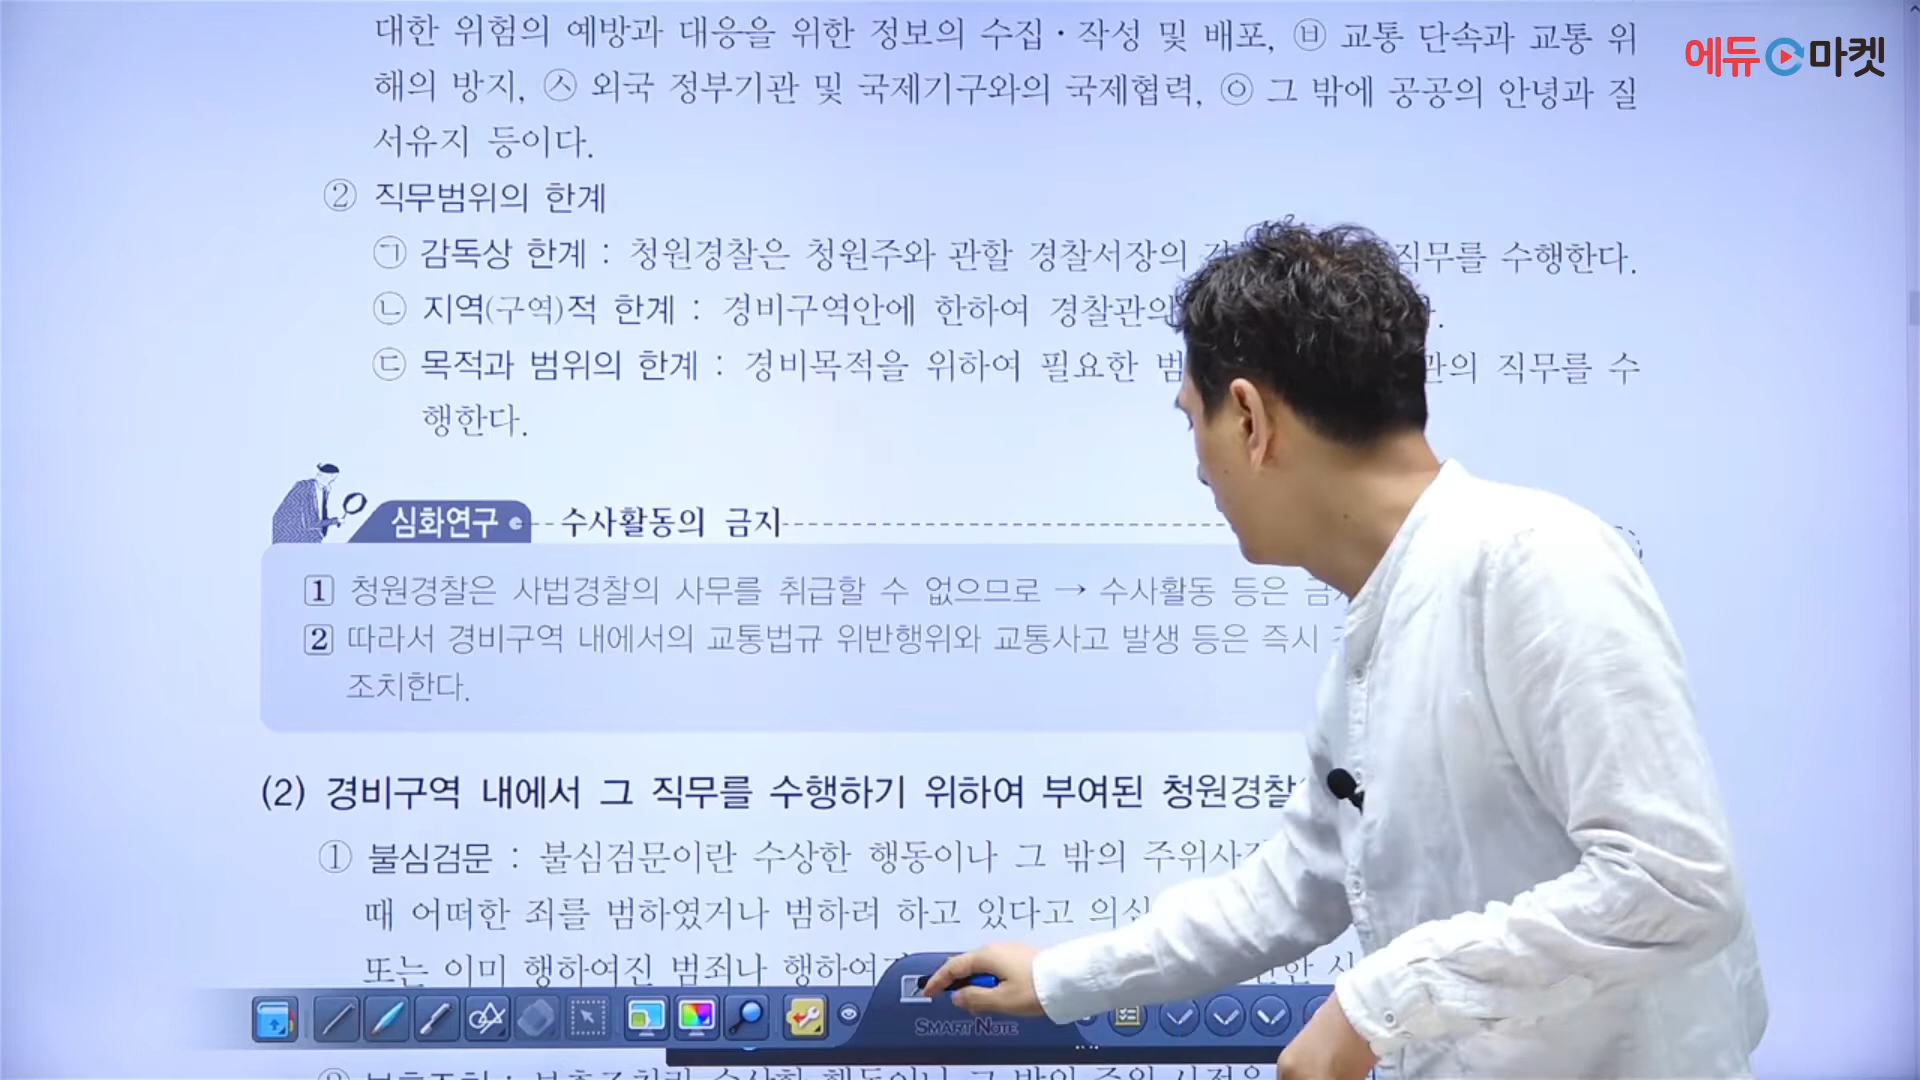 대한 위험의 예방과 대응을 위한 정보의 수집·작성 및 배포, ㉥ 교통 단속과 교통 위
에듀 마켓
해의 방지, ㉦ 외국 정부기관 및 국제기구와의 국제협력, ㉧ 그 밖에 공공의 안녕과 질
서유지 등이다.
② 직무범위의 한계
㉠ 감독상 한계 : 청원경찰은 청원주와 관할 경찰서장의 직무를 수행한다.
㉡ 지역(구역)적 한계 : 경비구역안에 한하여 경찰관의
㉢ 목적과 범위의 한계 : 경비목적을 위하여 필요한 직무를 수
행한다.
심화연구 수사활동의 금지
1 청원경찰은 사법경찰의 사무를 취급할 수 없으므로 → 수사활동 등은
2 따라서 경비구역 내에서의 교통법규 위반행위와 교통사고 발생 등은 즉시
조치한다.
(2) 경비구역 내에서 그 직무를 수행하기 위하여 부여된 청원경찰
① 불심검문 : 불심검문이란 수상한 행동이나 그 밖의
때 어떠한 죄를 범하였거나 범하려 하고 있다고
또는 이미 행하여진 범죄나
SMART NOTE